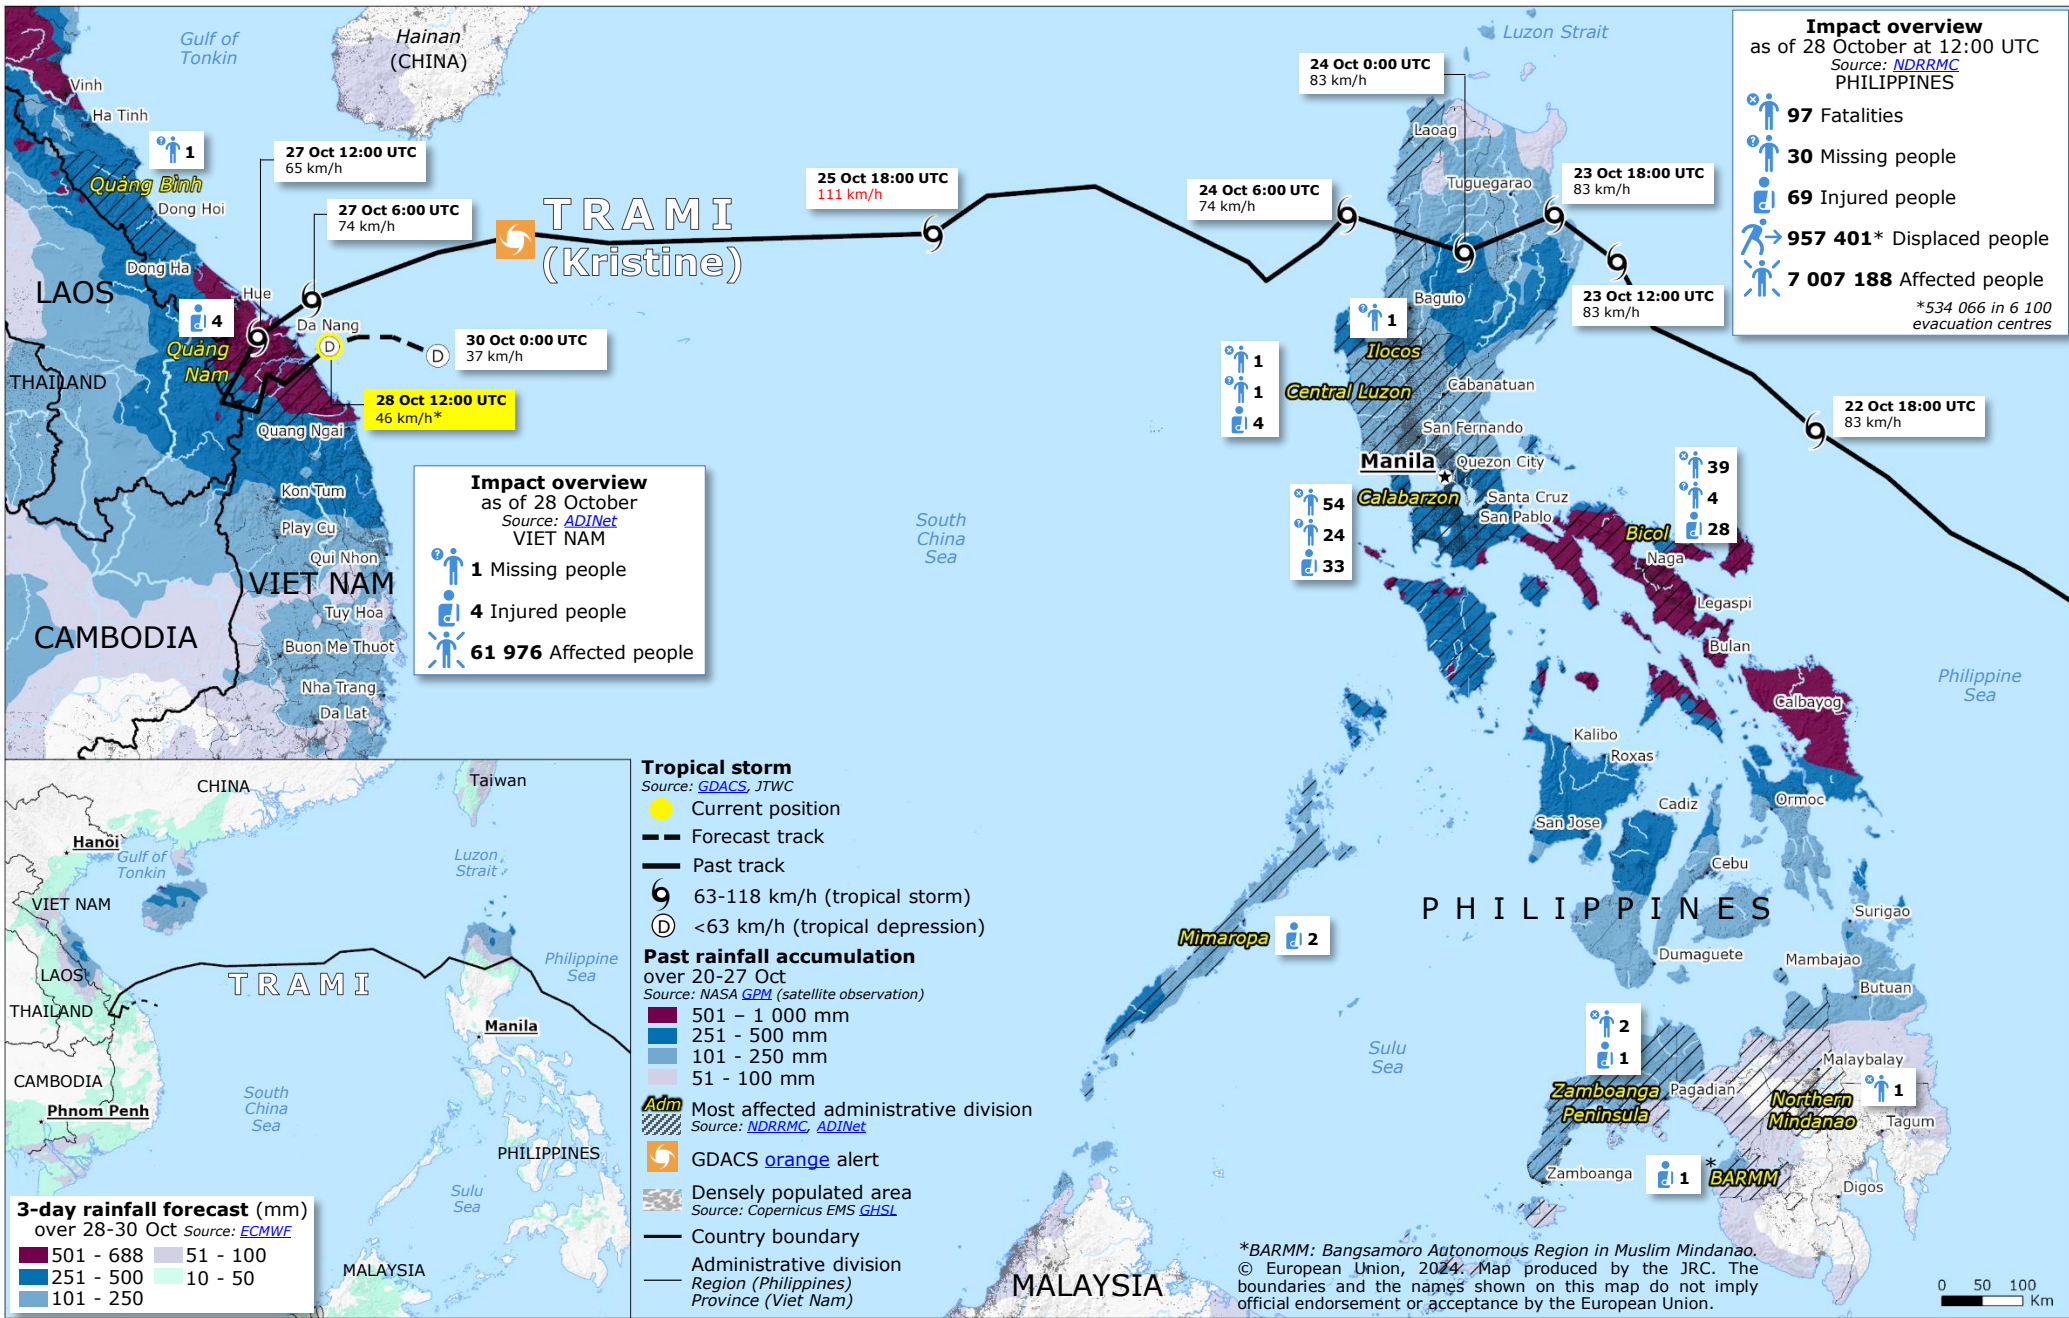 Gulf of
Tonkin
Hainan
(CHINA)
Luzon Strait
Vinh
Ha Tinh
1
Quảng Bình
Dong Hoi
Dong Ha
LAOS
Hue
4
Quảng
Nam
Da Nang
THAILAND
Quang Ngai
Kon Tum
Play Cu
Qui Nhon
VIET NAM
Tuy Hoa
CAMBODIA
Buon Me Thuot
Nha Trang
Da Lat
27 Oct 12:00 UTC
65 km/h
27 Oct 6:00 UTC
74 km/h
TRAMI
(Kristine)
D
D
30 Oct 0:00 UTC
37 km/h
28 Oct 12:00 UTC
46 km/h*
25 Oct 18:00 UTC
111 km/h
24 Oct 6:00 UTC
74 km/h
24 Oct 0:00 UTC
83 km/h
23 Oct 18:00 UTC
83 km/h
23 Oct 12:00 UTC
83 km/h
22 Oct 18:00 UTC
83 km/h
Impact overview
as of 28 October at 12:00 UTC
Source: NDRRMC
PHILIPPINES
97 Fatalities
30 Missing people
69 Injured people
957 401* Displaced people
7 007 188 Affected people
*534 066 in 6 100
evacuation centres
Impact overview
as of 28 October
Source: ADINet
VIET NAM
1 Missing people
4 Injured people
61 976 Affected people
South
China
Sea
Laoag
Tuguegarao
Baguio
1
Ilocos
1
1
4
Central Luzon
Cabanatuan
San Fernando
Manila
Quezon City
54
24
33
Calabarzon
Santa Cruz
San Pablo
39
4
28
Bicol
Naga
Legaspi
Bulan
Calbayog
Philippine
Sea
Kalibo
Roxas
Cadiz
Ormoc
San Jose
Cebu
PHILIPPINES
Surigao
Mimaropa
2
Dumaguete
Mambajao
Butuan
Sulu
Sea
2
1
Zamboanga
Peninsula
Pagadian
Malaybalay
Northern
Mindanao
1
Tagum
Zamboanga
1
*
BARMM
Digos
MALAYSIA
*BARMM: Bangsamoro Autonomous Region in Muslim Mindanao.
© European Union, 2024. Map produced by the JRC. The
boundaries and the names shown on this map do not imply
official endorsement or acceptance by the European Union.
0 50 100
Km
Tropical storm
Source: GDACS, JTWC
Current position
Forecast track
Past track
63-118 km/h (tropical storm)
D <63 km/h (tropical depression)
Past rainfall accumulation
over 20-27 Oct
Source: NASA GPM (satellite observation)
501 – 1 000 mm
251 - 500 mm
101 - 250 mm
51 - 100 mm
Adm Most affected administrative division
Source: NDRRMC, ADINet
GDACS orange alert
Densely populated area
Source: Copernicus EMS GHSL
Country boundary
Administrative division
Region (Philippines)
Province (Viet Nam)
CHINA
Taiwan
Hanoi
Gulf of
Tonkin
Luzon
Strait
VIET NAM
LAOS
TRAMI
Philippine
Sea
THAILAND
Manila
CAMBODIA
Phnom Penh
South
China
Sea
PHILIPPINES
Sulu
Sea
MALAYSIA
3-day rainfall forecast (mm)
over 28-30 Oct Source: ECMWF
501 - 688 51 - 100
251 - 500 10 - 50
101 - 250